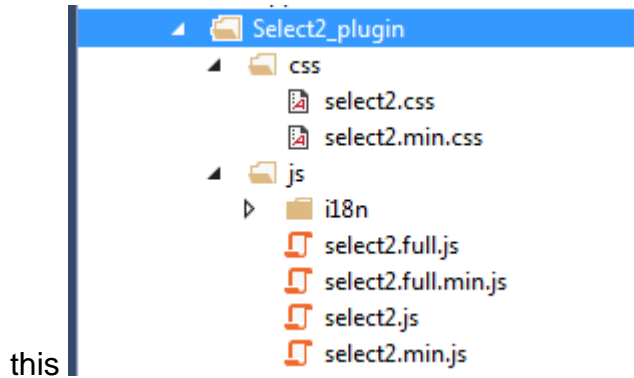 Select2_plugin
css
select2.css
select2.min.css
js
i18n
select2.full.js
select2.full.min.js
select2.js
this select2.min.js